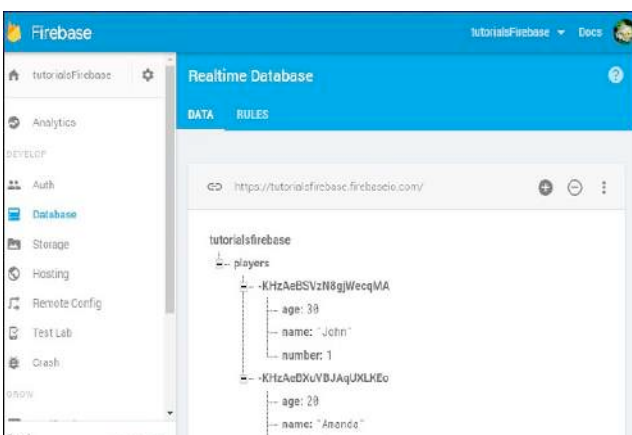 Firebase
tutorialsFirebase
Docs
tutorialsFirebase
Analytics
DEVELOP
Auth
Database
Storage
Hosting
Remote Config
Test Lab
Crash
GROW
Realtime Database
DATA RULES
https://tutorialsfirebase.firebaseio.com/
tutorialsfirebase
players
-KHzAeBSVzN8gjWecqMA
age: 30
name: "John"
number: 1
-KHzAeBXuVBJAqUXLKEo
age: 20
name: "Amanda"